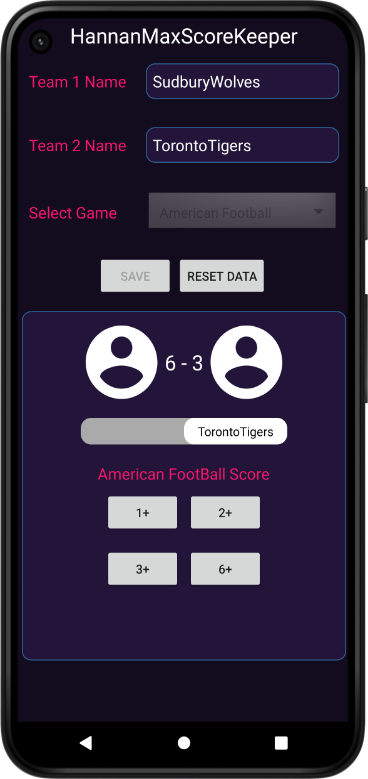 HannanMaxScoreKeeper
Team 1 Name SudburyWolves
Team 2 Name TorontoTigers
Select Game American Football
SAVE RESET DATA
6 - 3
TorontoTigers
American FootBall Score
1+ 2+
3+ 6+